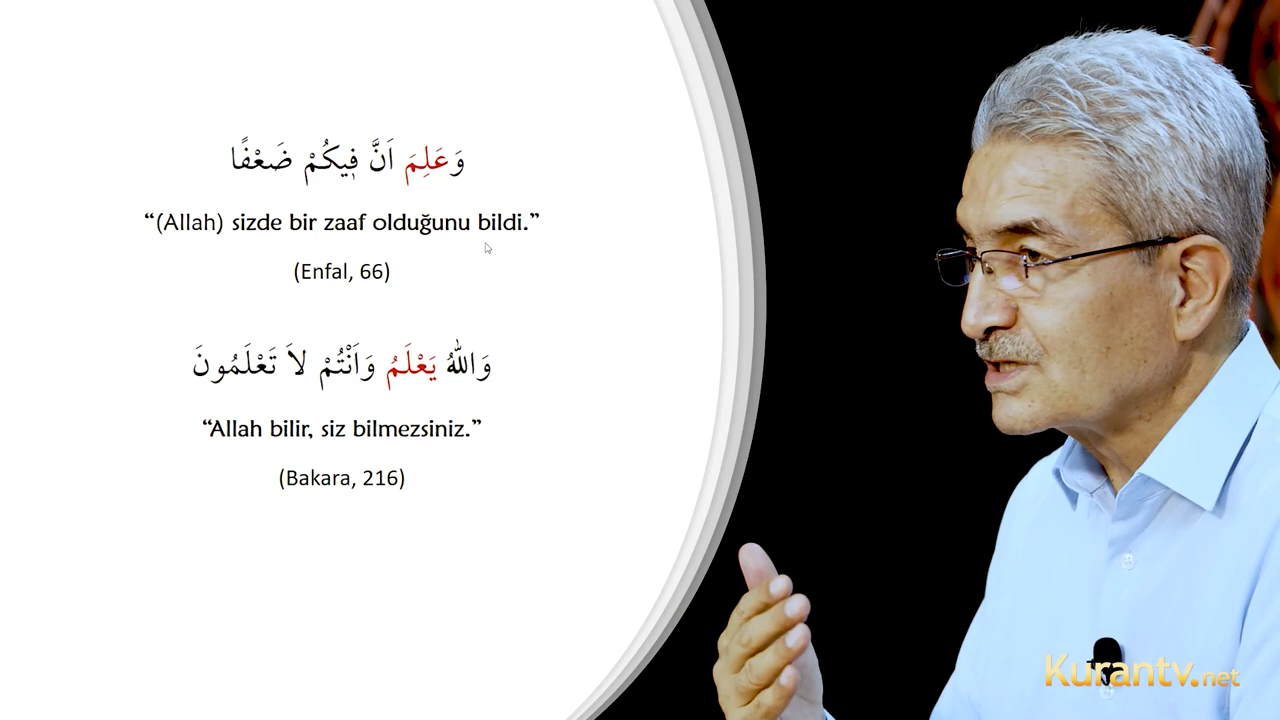 وَعَلِمَ اَنَّ فٖيكُمْ ضَعْفًا
“(Allah) sizde bir zaaf olduğunu bildi.”
(Enfal, 66)
وَاللّٰهُ يَعْلَمُ وَاَنْتُمْ لاَ تَعْلَمُونَ
“Allah bilir, siz bilmezsiniz.”
(Bakara, 216)
Kurantv.net